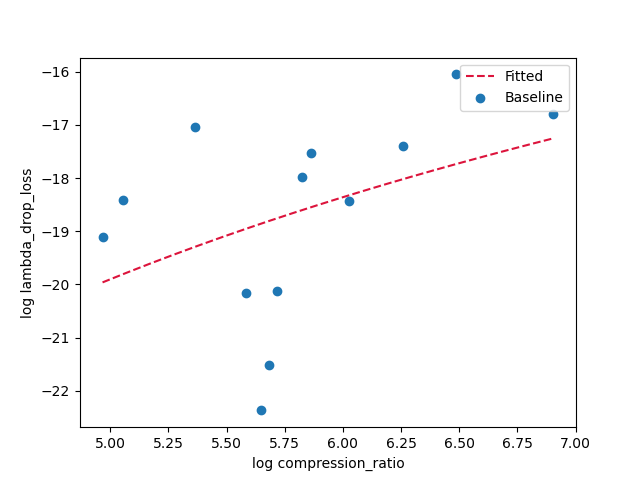 −16
−17
−18
−19
−20
−21
−22
log lambda_drop_loss
Fitted
Baseline
5.00 5.25 5.50 5.75 6.00 6.25 6.50 6.75 7.00
log compression_ratio